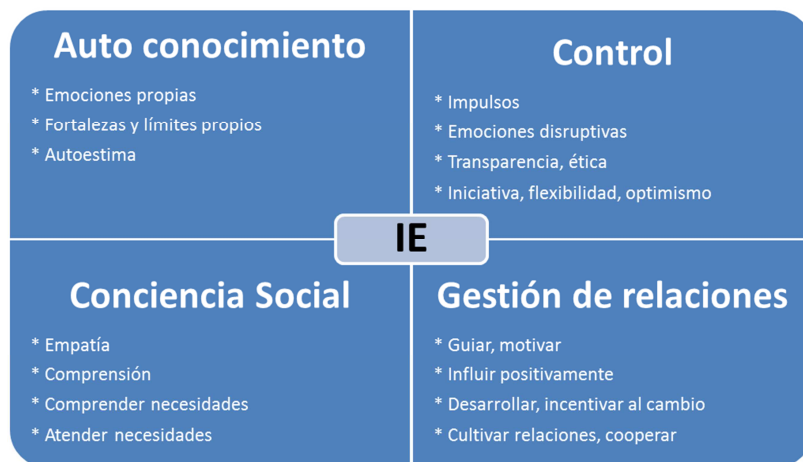 Auto conocimiento
* Emociones propias
* Fortalezas y límites propios
* Autoestima
Control
* Impulsos
* Emociones disruptivas
* Transparencia, ética
* Iniciativa, flexibilidad, optimismo
IE
Conciencia Social
* Empatía
* Comprensión
* Comprender necesidades
* Atender necesidades
Gestión de relaciones
* Guiar, motivar
* Influir positivamente
* Desarrollar, incentivar al cambio
* Cultivar relaciones, cooperar